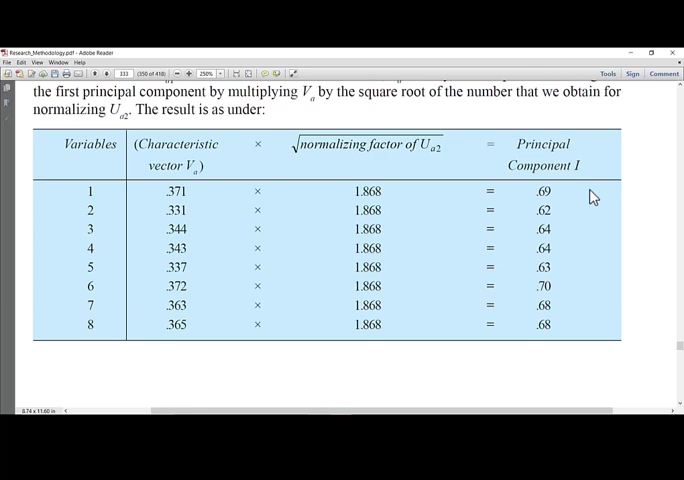 Research_Methodology.pdf - Adobe Reader
File Edit View Window Help
333 (350 of 418) 250% Tools Sign Comment
the first principal component by multiplying Va by the square root of the number that we obtain for
normalizing Ua2. The result is as under:
Variables (Characteristic × √normalizing factor of Ua2 = Principal
vector Va) Component I
1 .371 × 1.868 = .69
2 .331 × 1.868 = .62
3 .344 × 1.868 = .64
4 .343 × 1.868 = .64
5 .337 × 1.868 = .63
6 .372 × 1.868 = .70
7 .363 × 1.868 = .68
8 .365 × 1.868 = .68
8.74 x 11.60 in